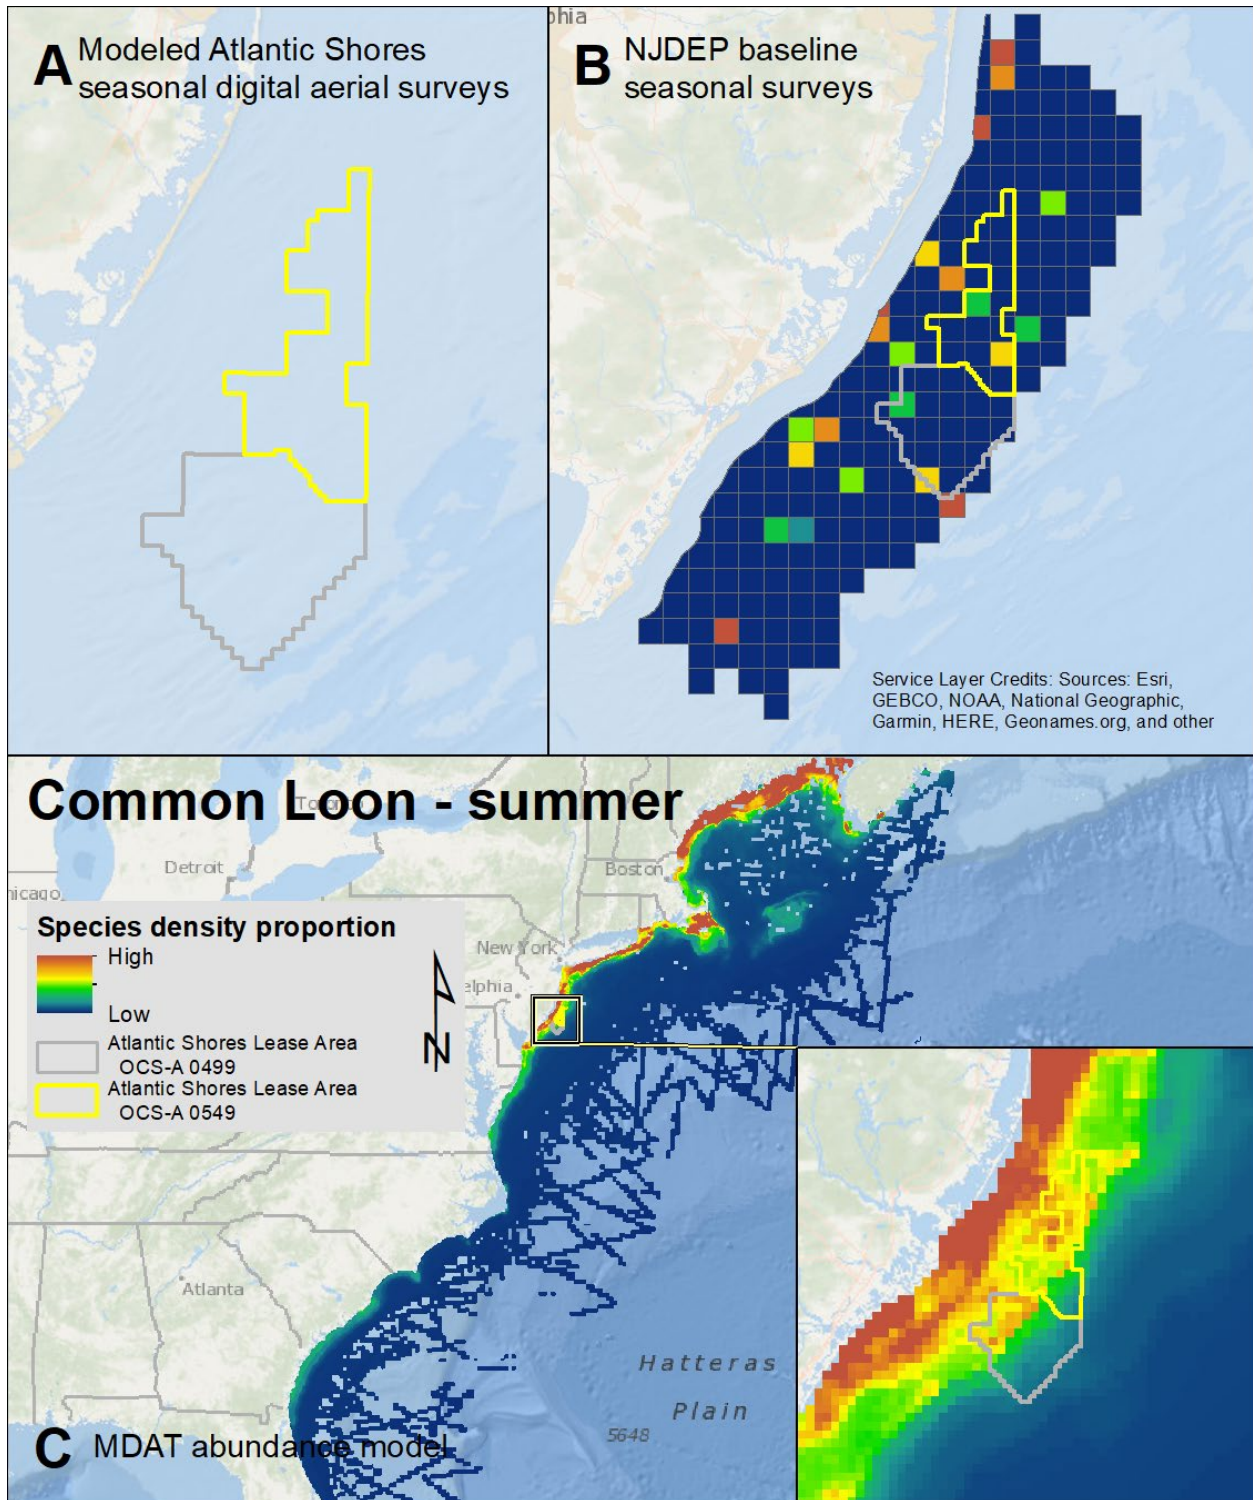 A Modeled Atlantic Shores
seasonal digital aerial surveys
phia
B NJDEP baseline
seasonal surveys
Service Layer Credits: Sources: Esri,
GEBCO, NOAA, National Geographic,
Garmin, HERE, Geonames.org, and other
Common Loon - summer
Detroit
Boston
hicago
Species density proportion
High
Low
New York
elphia
N
Atlantic Shores Lease Area
OCS-A 0499
Atlantic Shores Lease Area
OCS-A 0549
Atlanta
Hatteras
Plain
5648
C MDAT abundance model